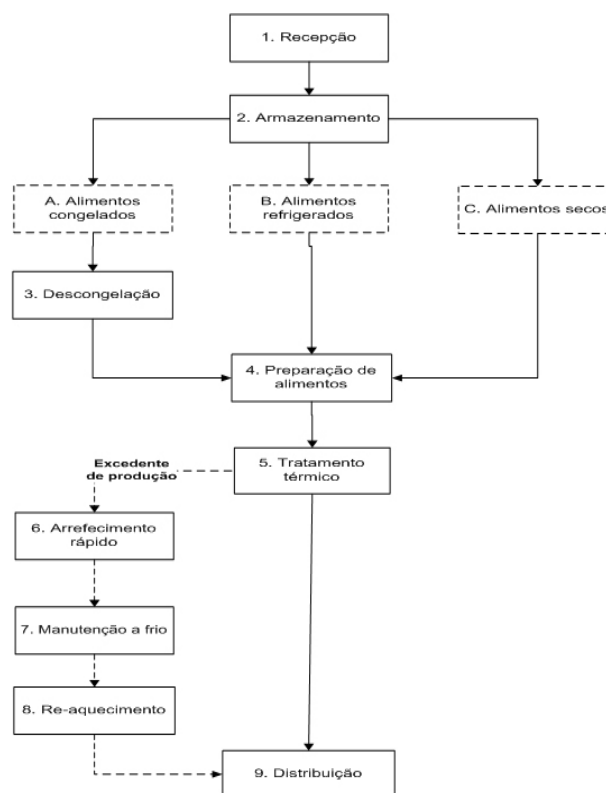 1. Recepção
2. Armazenamento
A. Alimentos
congelados
B. Alimentos
refrigerados
C. Alimentos secos
3. Descongelação
4. Preparação de
alimentos
Excedente
de produção
5. Tratamento
térmico
6. Arrefecimento
rápido
7. Manutenção a frio
8. Re-aquecimento
9. Distribuição